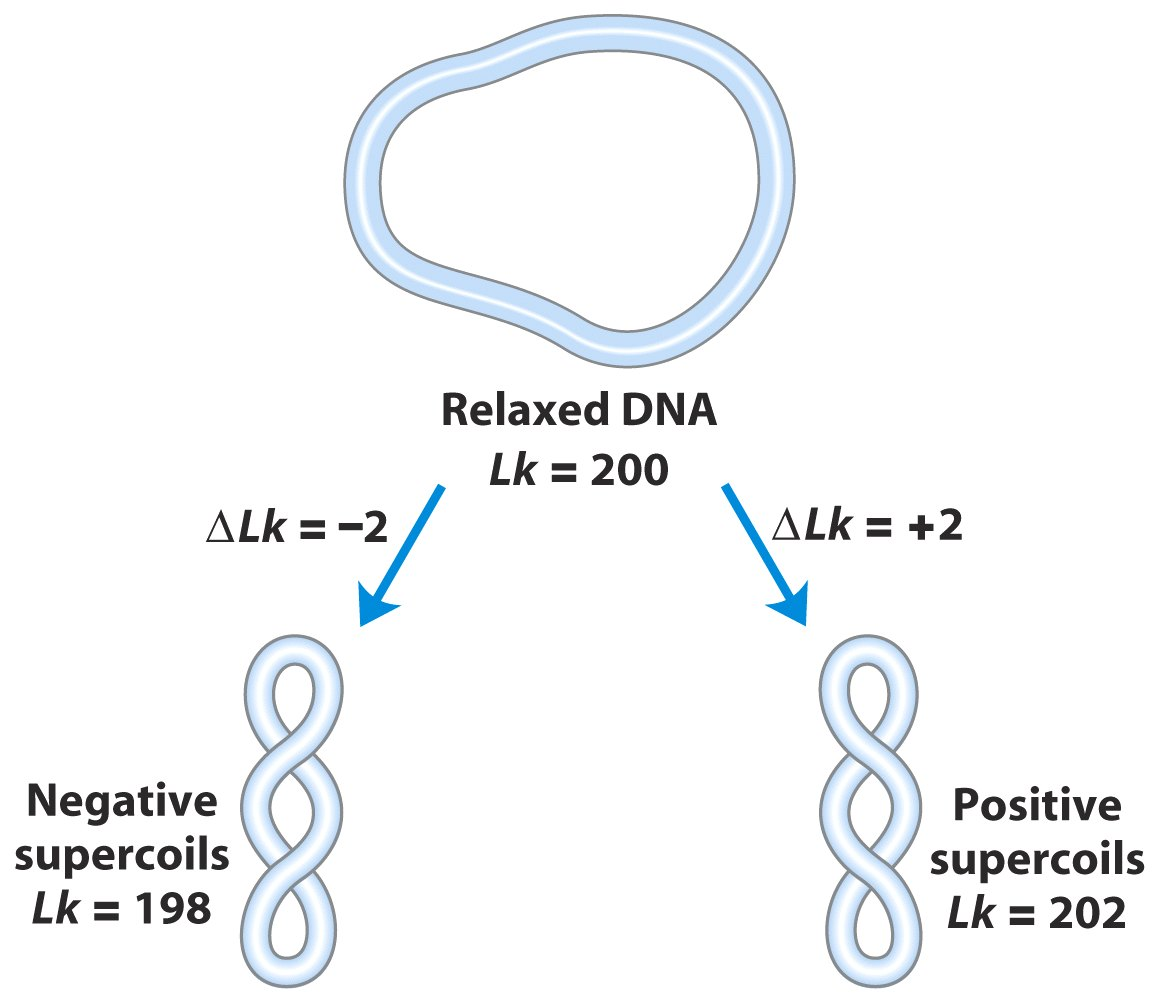 Relaxed DNA
Lk = 200
ΔLk = −2
ΔLk = +2
Negative
supercoils
Lk = 198
Positive
supercoils
Lk = 202